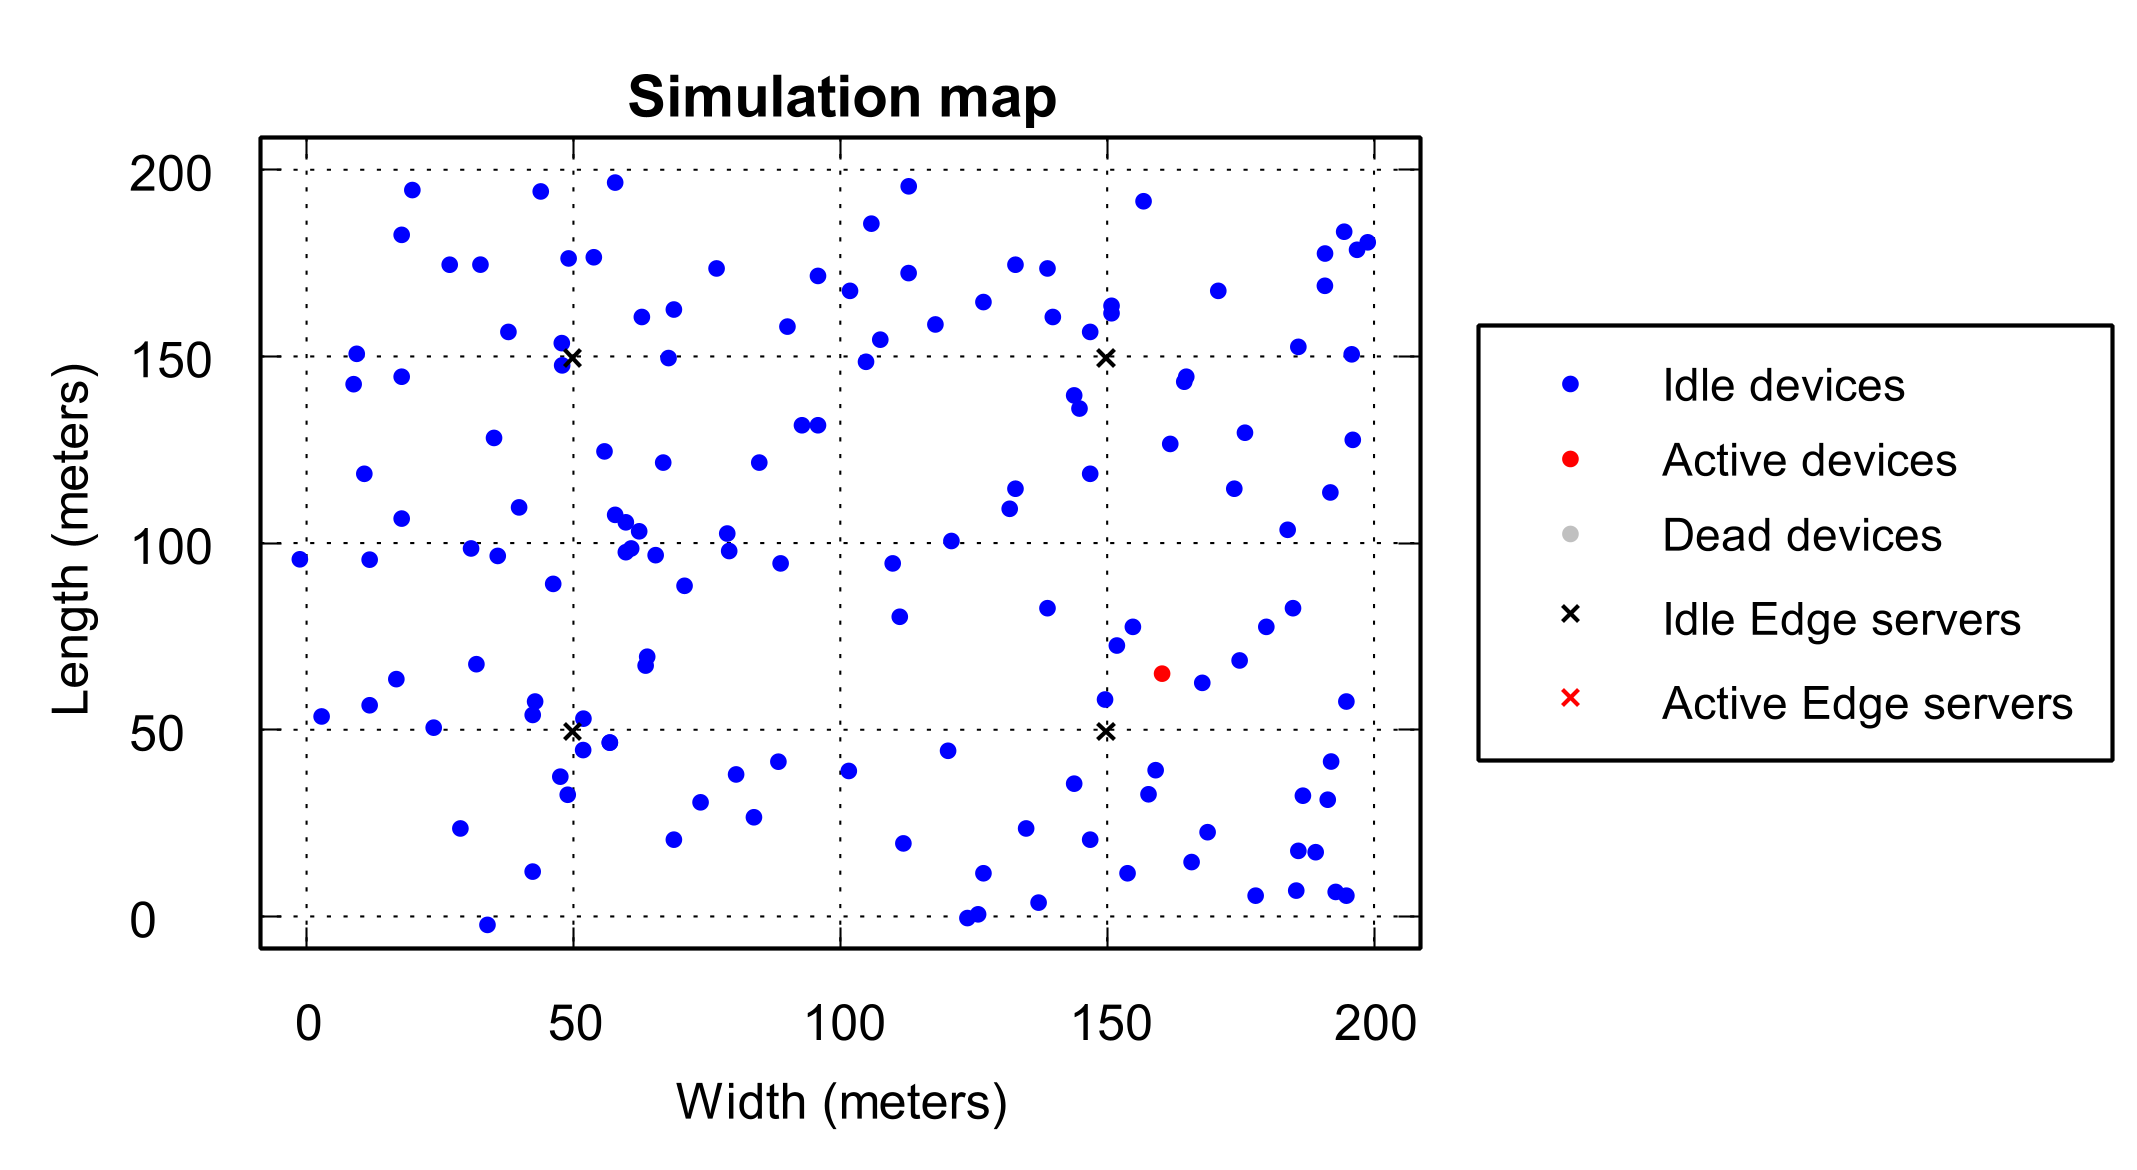 Simulation map
200
150
100
50
0
Length (meters)
0 50 100 150 200
Width (meters)
Idle devices
Active devices
Dead devices
Idle Edge servers
Active Edge servers